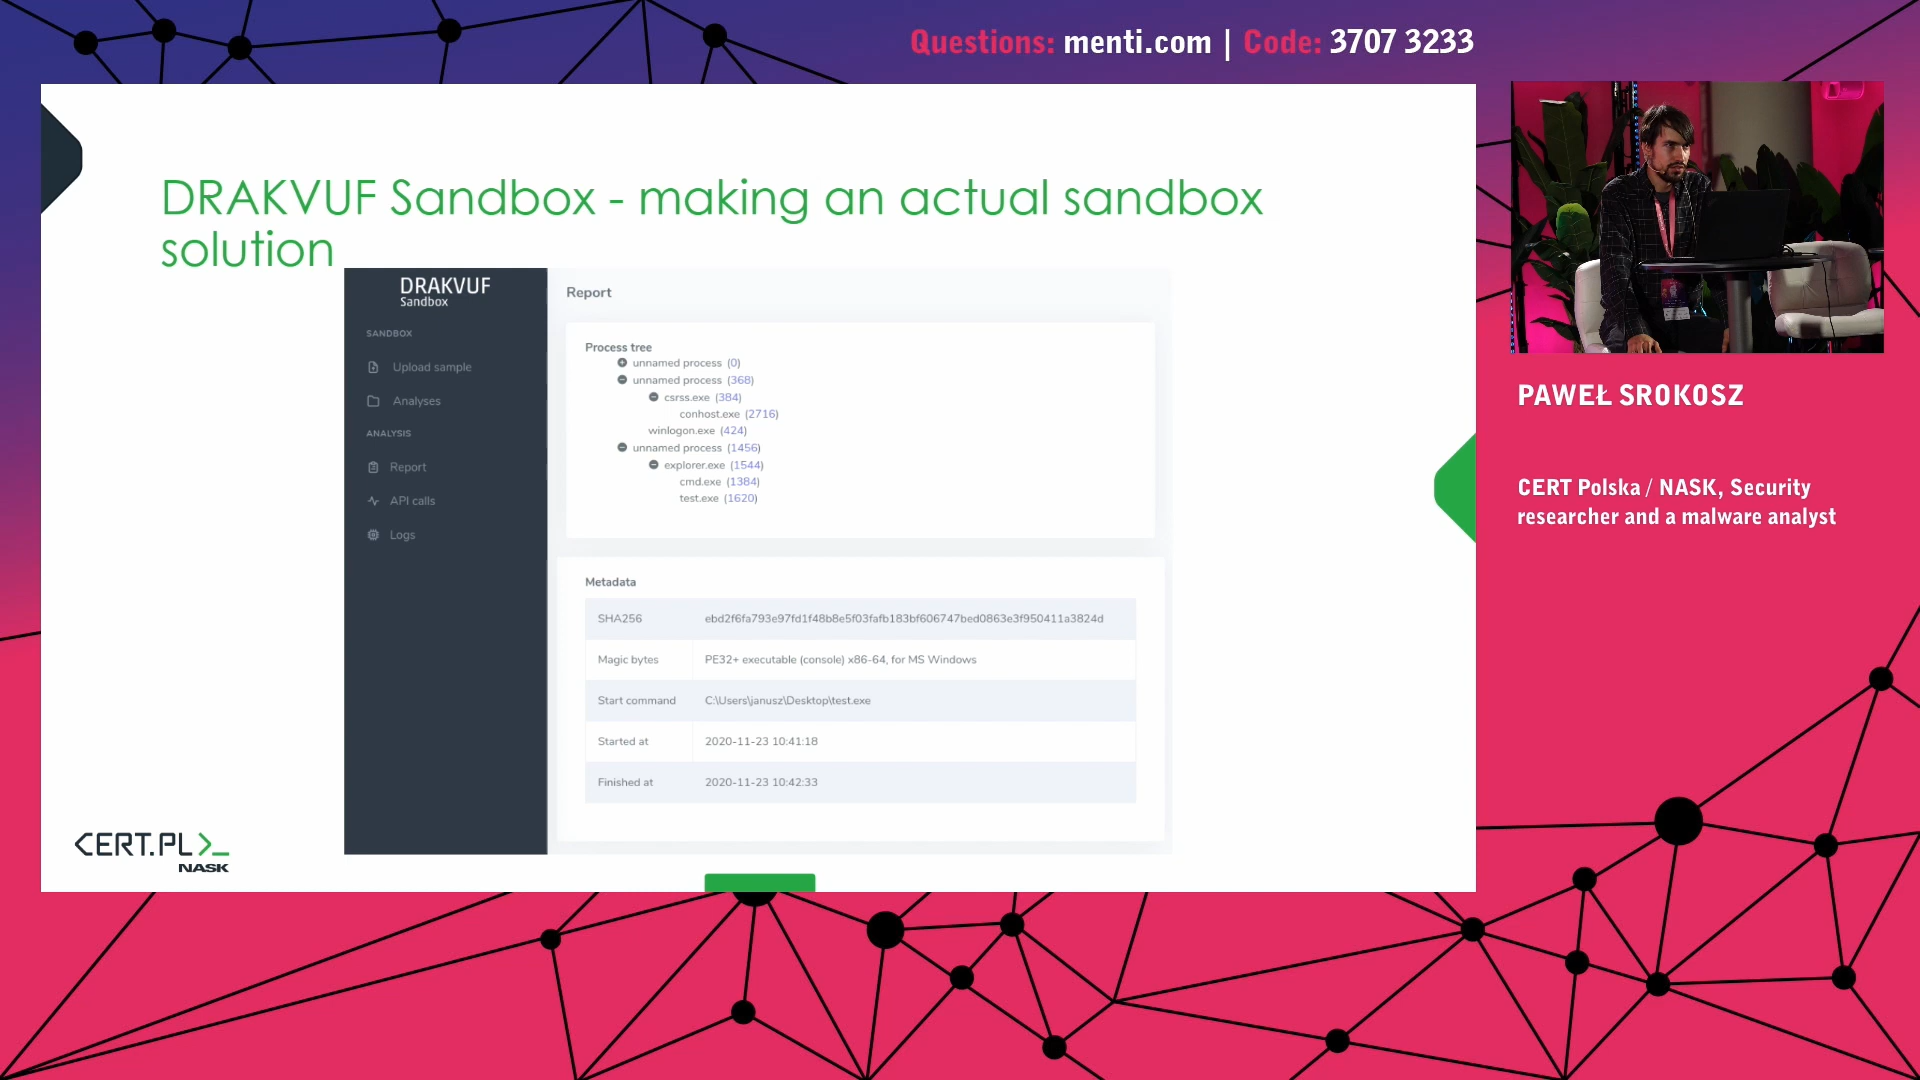 Questions: menti.com | Code: 3707 3233
DRAKVUF Sandbox - making an actual sandbox
solution
DRAKVUF
Sandbox
SANDBOX
Upload sample
Analyses
ANALYSIS
Report
API calls
Logs
Report
Process tree
unnamed process (0)
unnamed process (368)
csrss.exe (384)
conhost.exe (2716)
winlogon.exe (424)
unnamed process (1456)
explorer.exe (1544)
cmd.exe (1384)
test.exe (1620)
Metadata
SHA256 ebd2f6fa793e97fd1f48b8e5f03fafb183bf606747bed0863e3f950411a3824d
Magic bytes PE32+ executable (console) x86-64, for MS Windows
Start command C:\Users\janusz\Desktop\test.exe
Started at 2020-11-23 10:41:18
Finished at 2020-11-23 10:42:33
CERT.PL>_
NASK
PAWEŁ SROKOSZ
CERT Polska / NASK, Security
researcher and a malware analyst